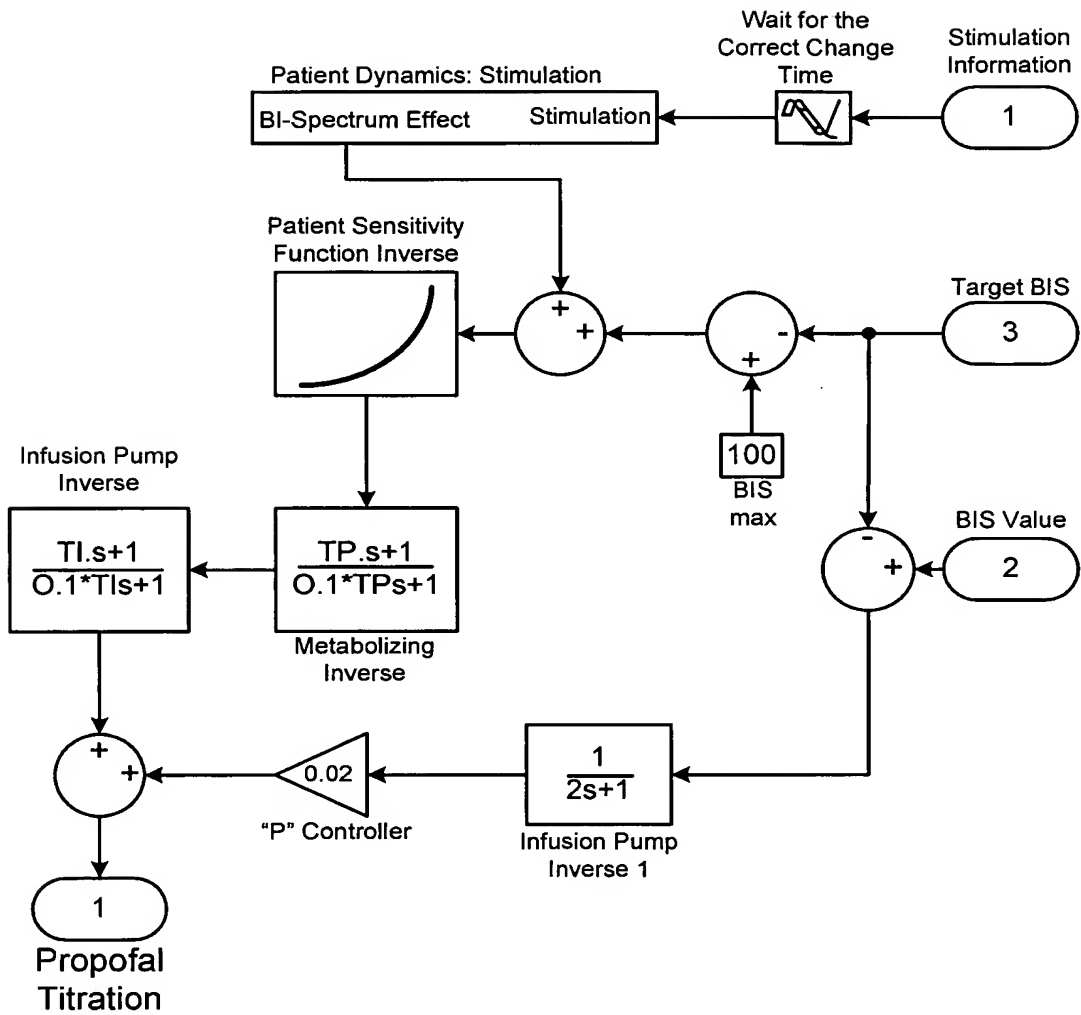 Wait for the
Correct Change
Time
Stimulation
Information
1
Patient Dynamics: Stimulation
BI-Spectrum Effect
Stimulation
Patient Sensitivity
Function Inverse
+
+
-
+
Target BIS
3
100
BIS
max
Infusion Pump
Inverse
TI.s+1
O.1*TIs+1
TP.s+1
O.1*TPs+1
Metabolizing
Inverse
-
+
BIS Value
2
+
+
0.02
"P" Controller
1
2s+1
Infusion Pump
Inverse 1
1
Propofal
Titration